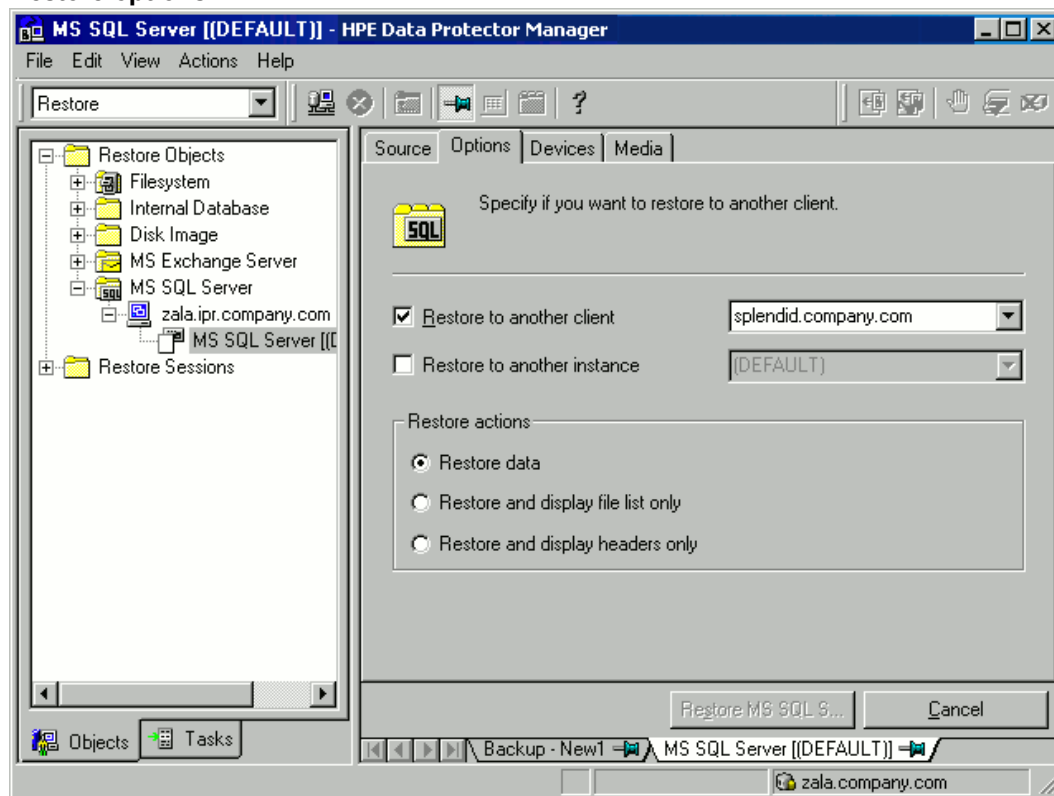 MS SQL Server [(DEFAULT)] - HPE Data Protector Manager
File Edit View Actions Help
Restore
Source Options Devices Media
Restore Objects
Filesystem
Internal Database
Disk Image
MS Exchange Server
MS SQL Server
zala.ipr.company.com
MS SQL Server [(D
Restore Sessions
SQL
Specify if you want to restore to another client.
Restore to another client
splendid.company.com
Restore to another instance
(DEFAULT)
Restore actions
Restore data
Restore and display file list only
Restore and display headers only
Restore MS SQL S...
Cancel
Objects Tasks
Backup - New1 MS SQL Server [(DEFAULT)]
zala.company.com